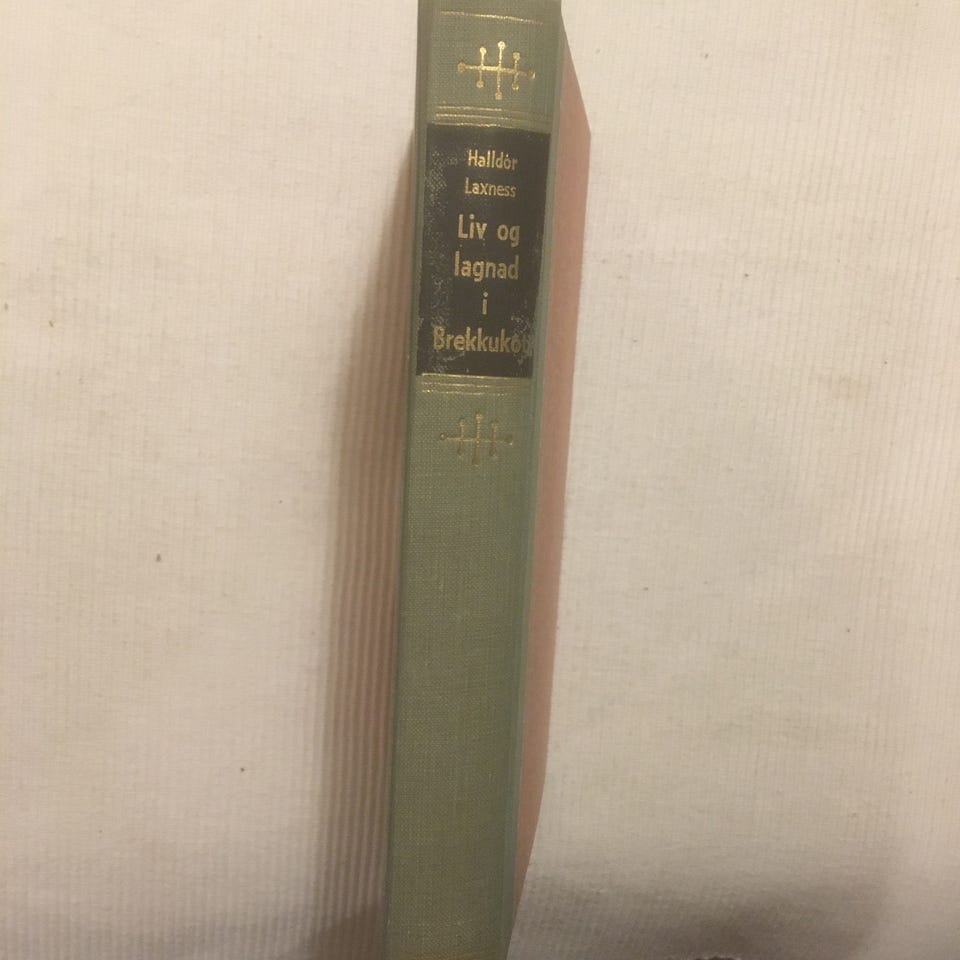 Halldór
Laxness
Liv og
lagnad
i
Brekkukot